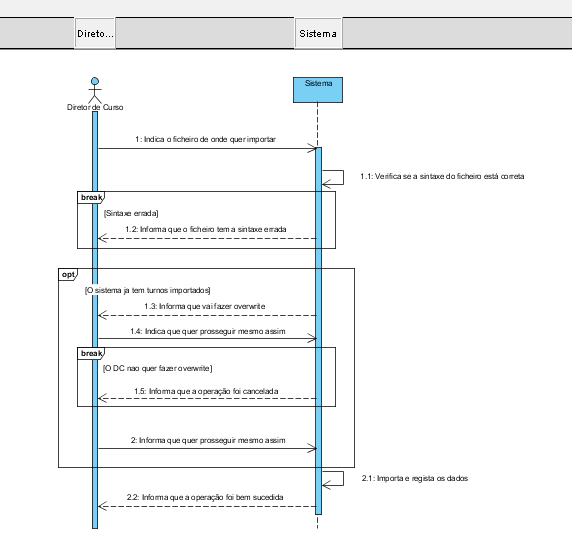 Direto...
Sistema
Sistema
Diretor de Curso
1: Indica o ficheiro de onde quer importar
1.1: Verifica se a sintaxe do ficheiro está correta
break
[Sintaxe errada]
1.2: Informa que o ficheiro tem a sintaxe errada
opt
[O sistema ja tem turnos importados]
1.3: Informa que vai fazer overwrite
1.4: Indica que quer prosseguir mesmo assim
break
[O DC nao quer fazer overwrite]
1.5: Informa que a operação foi cancelada
2: Informa que quer prosseguir mesmo assim
2.1: Importa e regista os dados
2.2: Informa que a operação foi bem sucedida